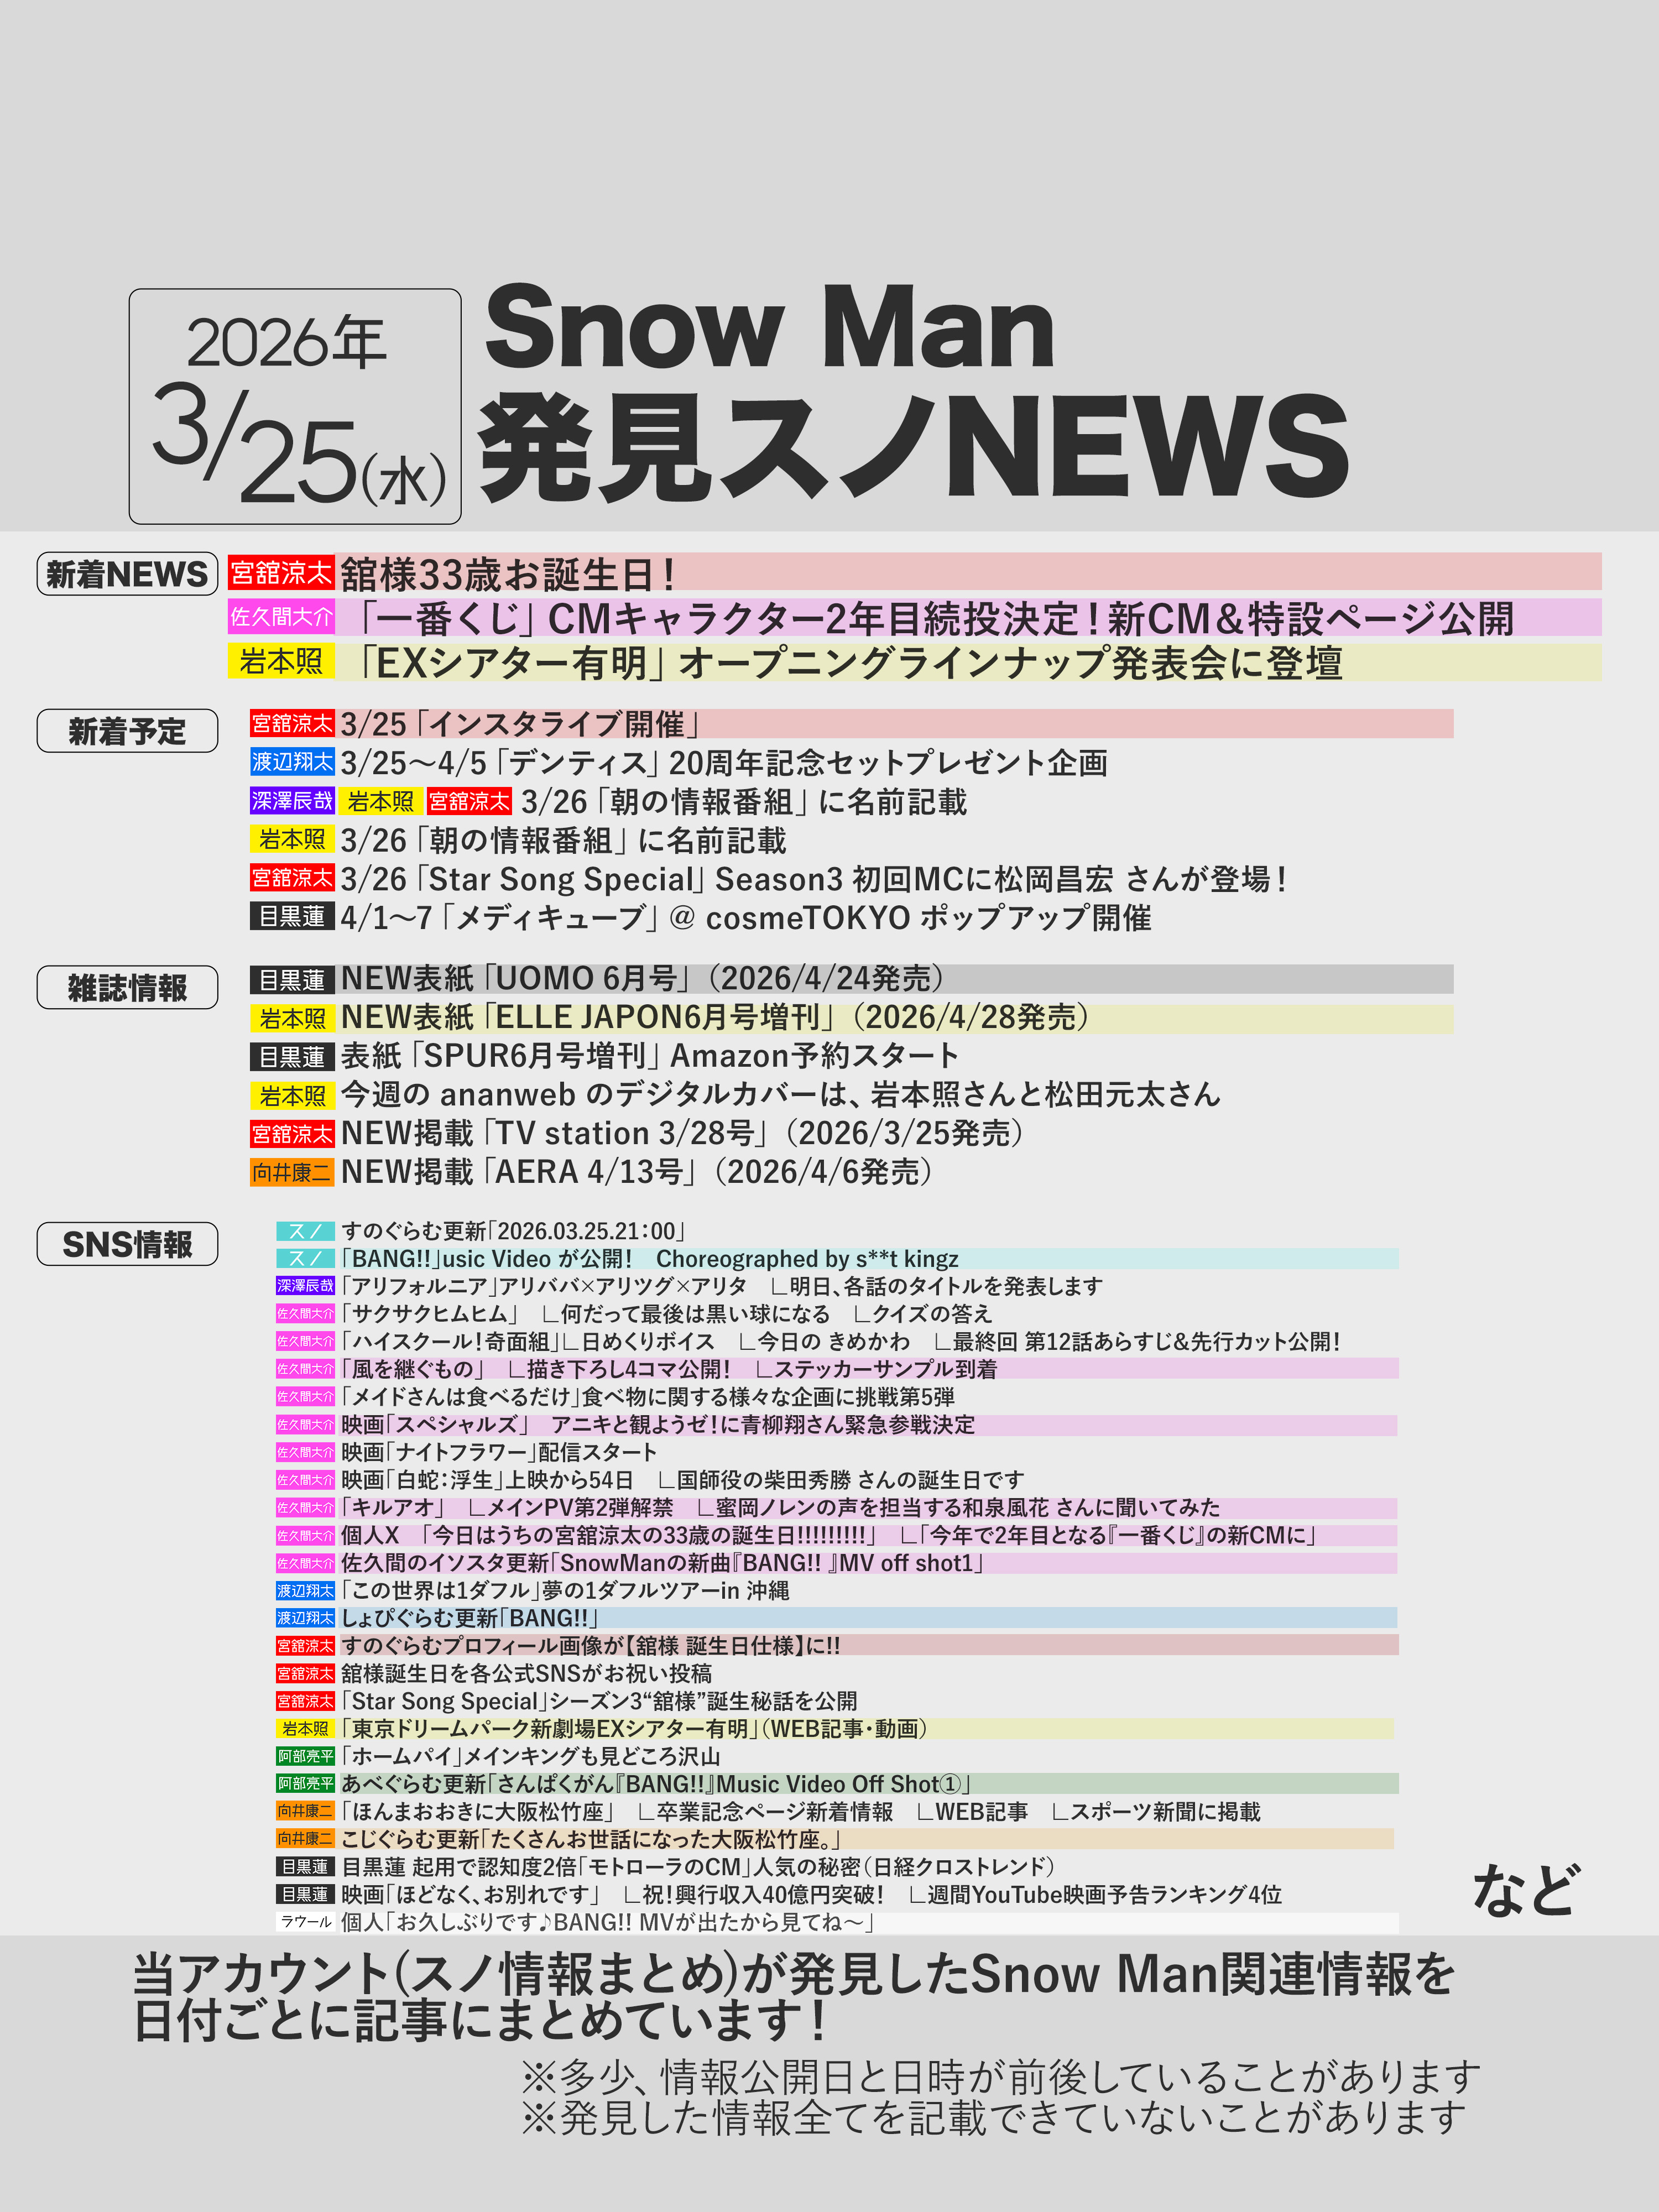 2026年
3/25(水)
Snow Man
発見スノNEWS
新着NEWS
宮舘涼太 舘様33歳お誕生日！
佐久間大介 「一番くじ」CMキャラクター2年目続投決定！新CM＆特設ページ公開
岩本照 「EXシアター有明」オープニングラインナップ発表会に登壇
新着予定
宮舘涼太 3/25「インスタライブ開催」
渡辺翔太 3/25〜4/5「デンティス」20周年記念セットプレゼント企画
深澤辰哉 岩本照 宮舘涼太 3/26「朝の情報番組」に名前記載
岩本照 3/26「朝の情報番組」に名前記載
宮舘涼太 3/26「Star Song Special」Season3 初回MCに松岡昌宏 さんが登場！
目黒蓮 4/1〜7「メディキューブ」＠ cosmeTOKYO ポップアップ開催
雑誌情報
目黒蓮 NEW表紙「UOMO 6月号」（2026/4/24発売）
岩本照 NEW表紙「ELLE JAPON6月号増刊」（2026/4/28発売）
目黒蓮 表紙「SPUR6月号増刊」Amazon予約スタート
岩本照 今週の ananweb のデジタルカバーは、岩本照さんと松田元太さん
宮舘涼太 NEW掲載「TV station 3/28号」（2026/3/25発売）
向井康二 NEW掲載「AERA 4/13号」（2026/4/6発売）
SNS情報
スノ すのぐらむ更新「2026.03.25.21：00」
スノ 「BANG!!」usic Video が公開！　Choreographed by s**t kingz
深澤辰哉 「アリフォルニア」アリババ×アリツグ×アリタ　∟明日、各話のタイトルを発表します
佐久間大介 「サクサクヒムヒム」　∟何だって最後は黒い球になる　∟クイズの答え
佐久間大介 「ハイスクール！奇面組」∟日めくりボイス　∟今日の きめかわ　∟最終回 第12話あらすじ&先行カット公開！
佐久間大介 「風を継ぐもの」　∟描き下ろし4コマ公開！　∟ステッカーサンプル到着
佐久間大介 「メイドさんは食べるだけ」食べ物に関する様々な企画に挑戦第5弾
佐久間大介 映画「スペシャルズ」　アニキと観ようぜ！に青柳翔さん緊急参戦決定
佐久間大介 映画「ナイトフラワー」配信スタート
佐久間大介 映画「白蛇：浮生」上映から54日　∟国師役の柴田秀勝 さんの誕生日です
佐久間大介 「キルアオ」　∟メインPV第2弾解禁　∟蜜岡ノレンの声を担当する和泉風花 さんに聞いてみた
佐久間大介 個人X　「今日はうちの宮舘涼太の33歳の誕生日!!!!!!!!!」　∟「今年で2年目となる『一番くじ』の新CMに」
佐久間大介 佐久間のイソスタ更新「SnowManの新曲『BANG!! 』MV off shot1」
渡辺翔太 「この世界は1ダフル」夢の1ダフルツアーin 沖縄
渡辺翔太 しょぴぐらむ更新「BANG!!」
宮舘涼太 すのぐらむプロフィール画像が【舘様 誕生日仕様】に!!
宮舘涼太 舘様誕生日を各公式SNSがお祝い投稿
宮舘涼太 「Star Song Special」シーズン3“舘様”誕生秘話を公開
岩本照 「東京ドリームパーク新劇場EXシアター有明」（WEB記事・動画）
阿部亮平 「ホームパイ」メインキングも見どころ沢山
阿部亮平 あべぐらむ更新「さんぱくがん『BANG!!』Music Video Off Shot①」
向井康二 「ほんまおおきに大阪松竹座」　∟卒業記念ページ新着情報　∟WEB記事　∟スポーツ新聞に掲載
向井康二 こじぐらむ更新「たくさんお世話になった大阪松竹座。」
目黒蓮 目黒蓮 起用で認知度2倍「モトローラのCM」人気の秘密（日経クロストレンド）
目黒蓮 映画「ほどなく、お別れです」　∟祝！興行収入40億円突破！　∟週間YouTube映画予告ランキング4位
ラウール 個人「お久しぶりです♪BANG!! MVが出たから見てね〜」
など
当アカウント(スノ情報まとめ)が発見したSnow Man関連情報を
日付ごとに記事にまとめています！
※多少、情報公開日と日時が前後していることがあります
※発見した情報全てを記載できていないことがあります